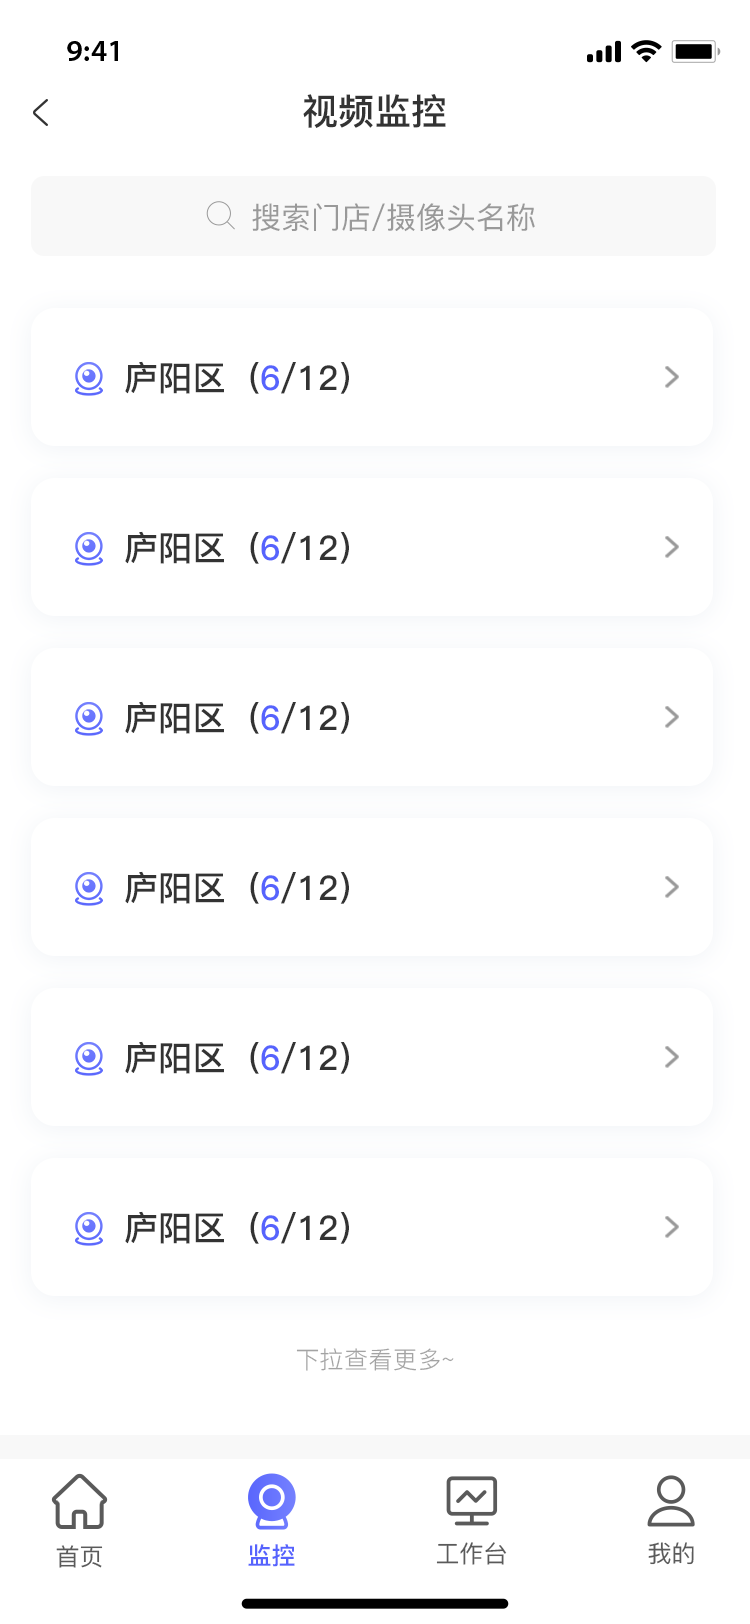 9:41
视频监控
搜索门店/摄像头名称
庐阳区 (6/12)
庐阳区 (6/12)
庐阳区 (6/12)
庐阳区 (6/12)
庐阳区 (6/12)
庐阳区 (6/12)
下拉查看更多~
首页 监控 工作台 我的